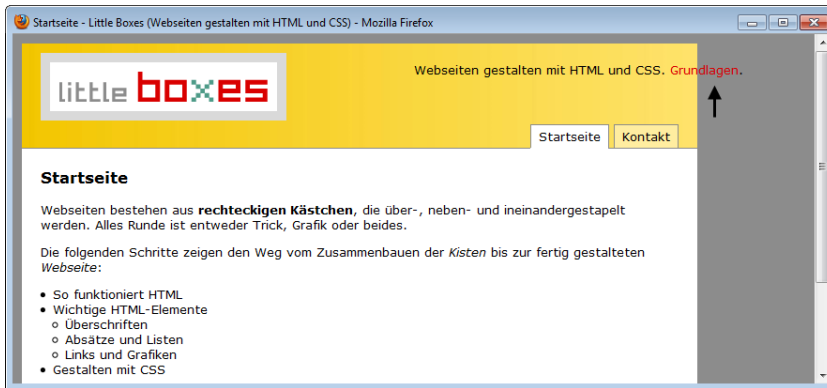 Startseite - Little Boxes (Webseiten gestalten mit HTML und CSS) - Mozilla Firefox
little boxes
Webseiten gestalten mit HTML und CSS. Grundlagen.
Startseite Kontakt
Startseite
Webseiten bestehen aus rechteckigen Kästchen, die über-, neben- und ineinandergestapelt
werden. Alles Runde ist entweder Trick, Grafik oder beides.
Die folgenden Schritte zeigen den Weg vom Zusammenbauen der Kisten bis zur fertig gestalteten
Webseite:
• So funktioniert HTML
• Wichtige HTML-Elemente
◦ Überschriften
◦ Absätze und Listen
◦ Links und Grafiken
• Gestalten mit CSS